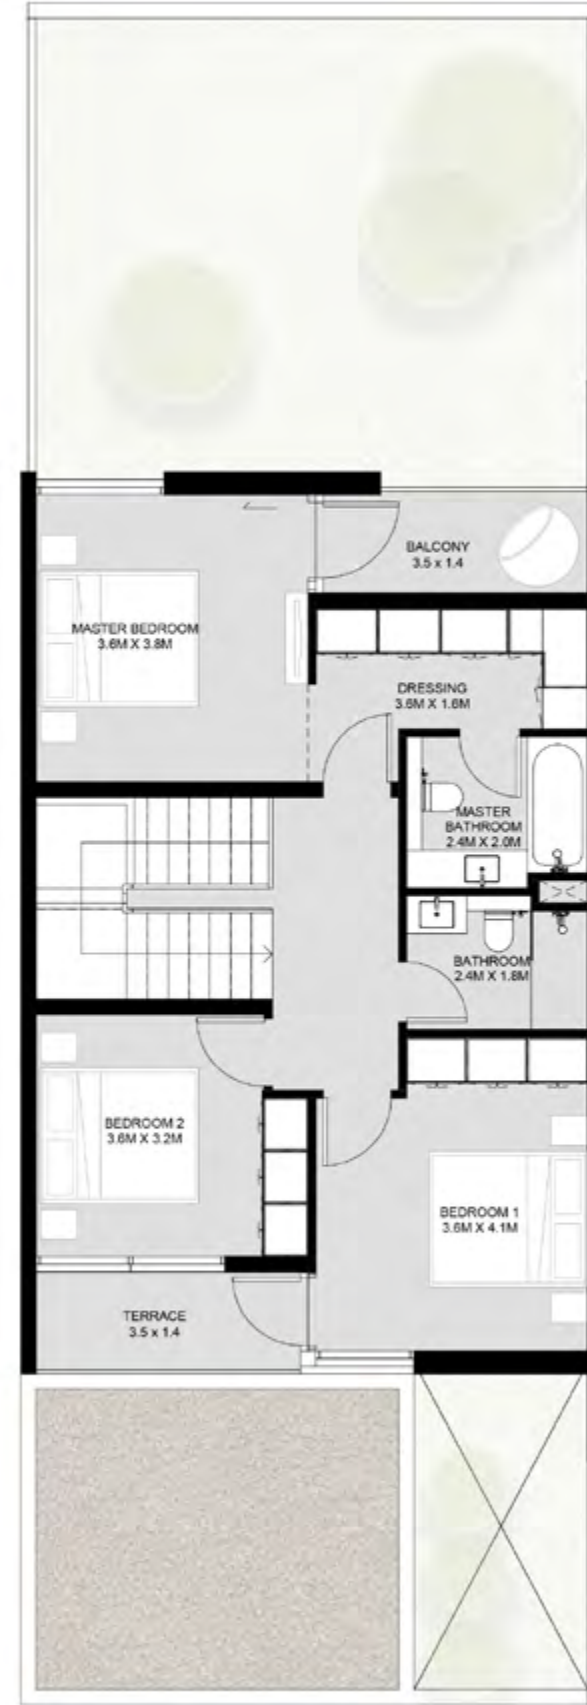 BALCONY
3.5 x 1.4
MASTER BEDROOM
3.6M X 3.8M
DRESSING
3.6M X 1.6M
MASTER
BATHROOM
2.4M X 2.0M
BATHROOM
2.4M X 1.8M
BEDROOM 2
3.6M X 3.2M
BEDROOM 1
3.6M X 4.1M
TERRACE
3.5 x 1.4